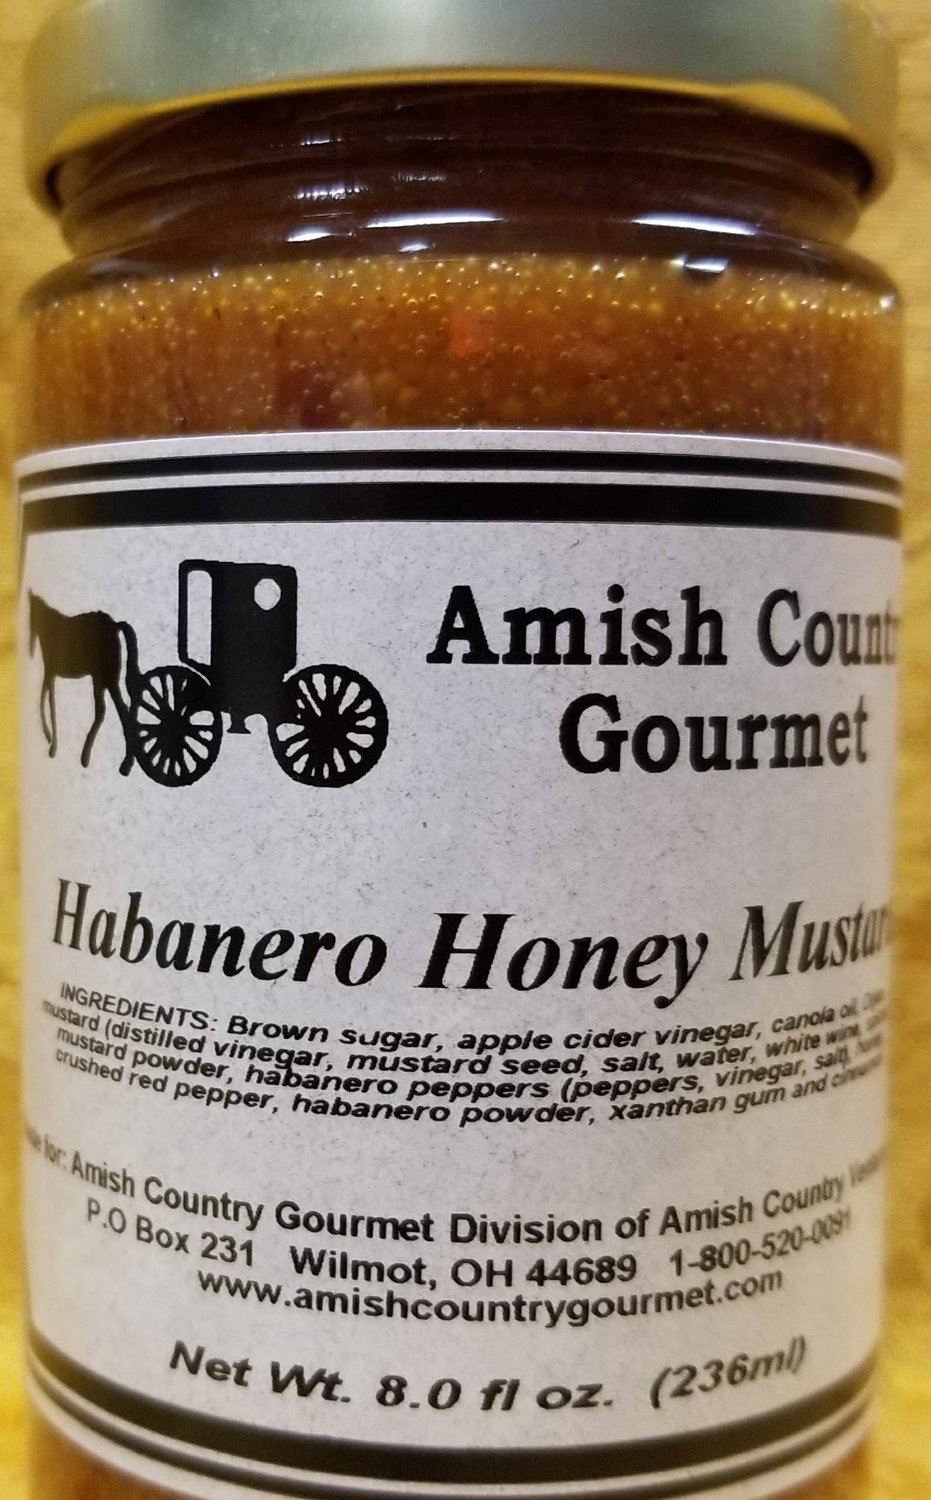 Amish Count
Gourmet
Habanero Honey Mustar
INGREDIENTS: Brown sugar, apple cider vinegar, canola oil,
mustard (distilled vinegar, mustard seed, salt, water, white wine,
mustard powder, habanero peppers (peppers, vinegar, salt),
crushed red pepper, habanero powder, xanthan gum and
for: Amish Country Gourmet Division of Amish Country
P.O Box 231 Wilmot, OH 44689 1-800-520-0091
www.amishcountrygourmet.com
Net Wt. 8.0 fl oz. (236ml)